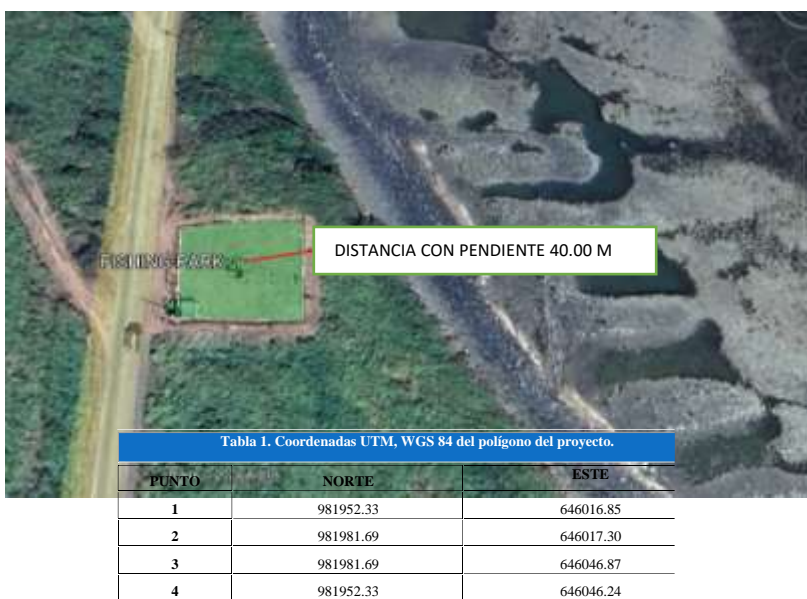 DISTANCIA CON PENDIENTE 40.00 M
FISHING PARK
Tabla 1. Coordenadas UTM, WGS 84 del polígono del proyecto.
PUNTO NORTE ESTE
1 981952.33 646016.85
2 981981.69 646017.30
3 981981.69 646046.87
4 981952.33 646046.24